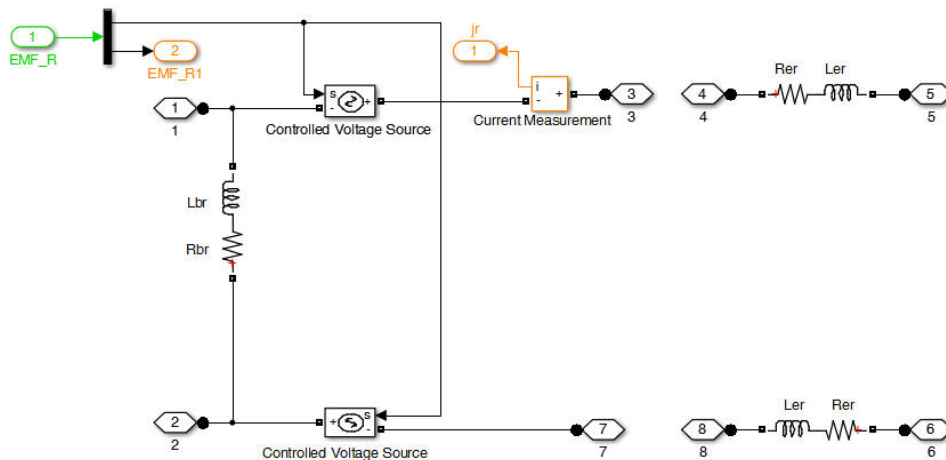 jr
1
EMF_R
2
EMF_R1
1
1
s
-
+
Controlled Voltage Source
i
-
+
Current Measurement
3
3
Rer
Ler
4
4
5
5
Lbr
Rbr
2
2
+
s
-
Controlled Voltage Source
7
7
Ler
Rer
8
8
6
6